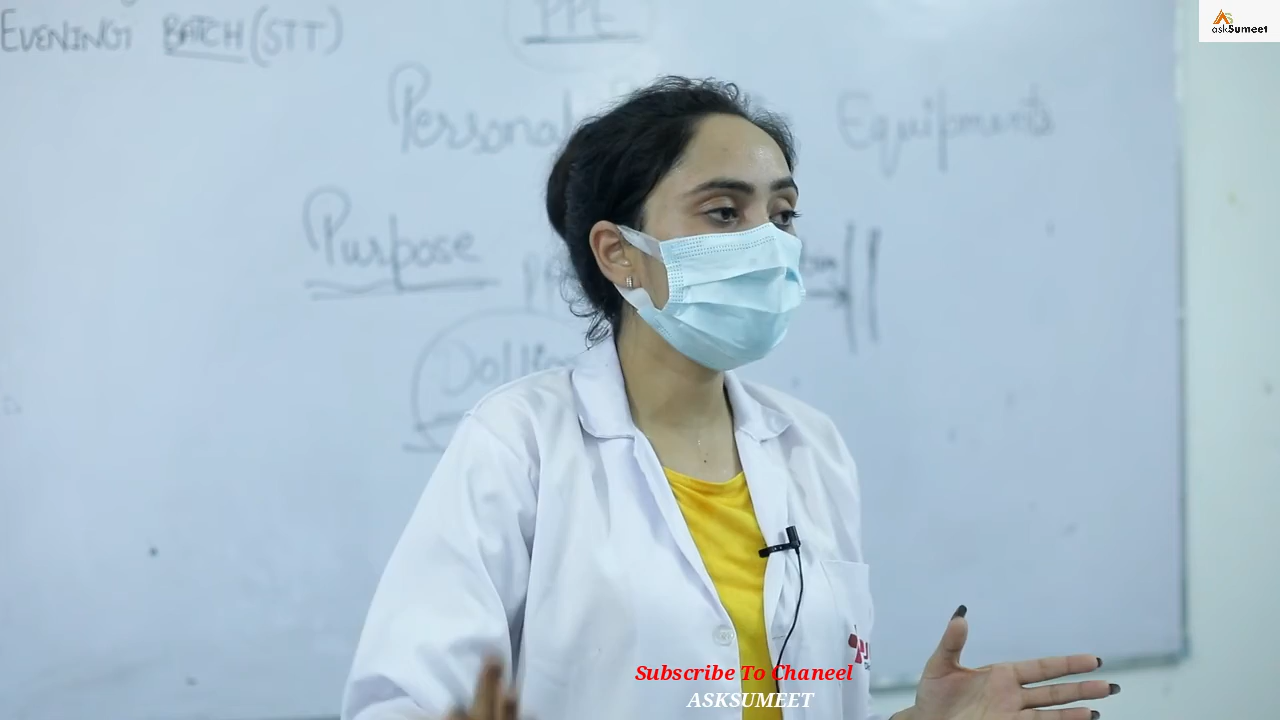 EVENING BATCH (STT)
PPE
askSumeet
Personal Equipments
Purpose
Subscribe To Chaneel
ASKSUMEET